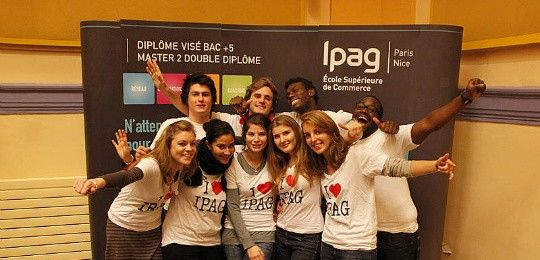 DIPLÔME VISÉ BAC +5
MASTER 2 DOUBLE DIPLÔME
Ipag
Paris
Nice
École Supérieure
de Commerce
RÉSEAU
N'atten
I ❤ IPAG
I ❤ IPAG
I ❤ IPAG
I ❤ IPAG